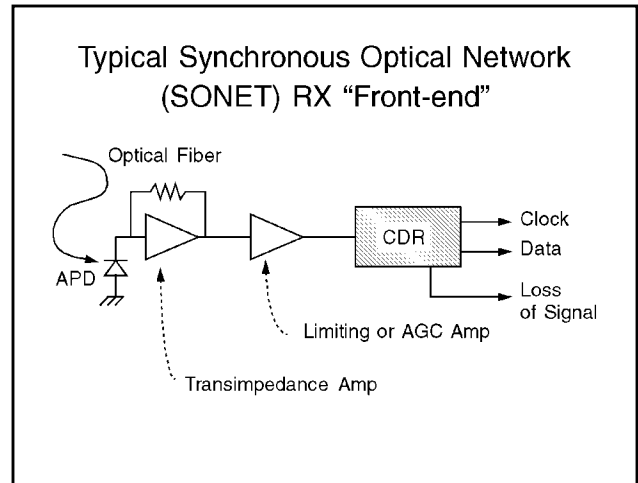 Typical Synchronous Optical Network
(SONET) RX “Front-end”
Optical Fiber
APD
CDR
Clock
Data
Loss
of Signal
Limiting or AGC Amp
Transimpedance Amp